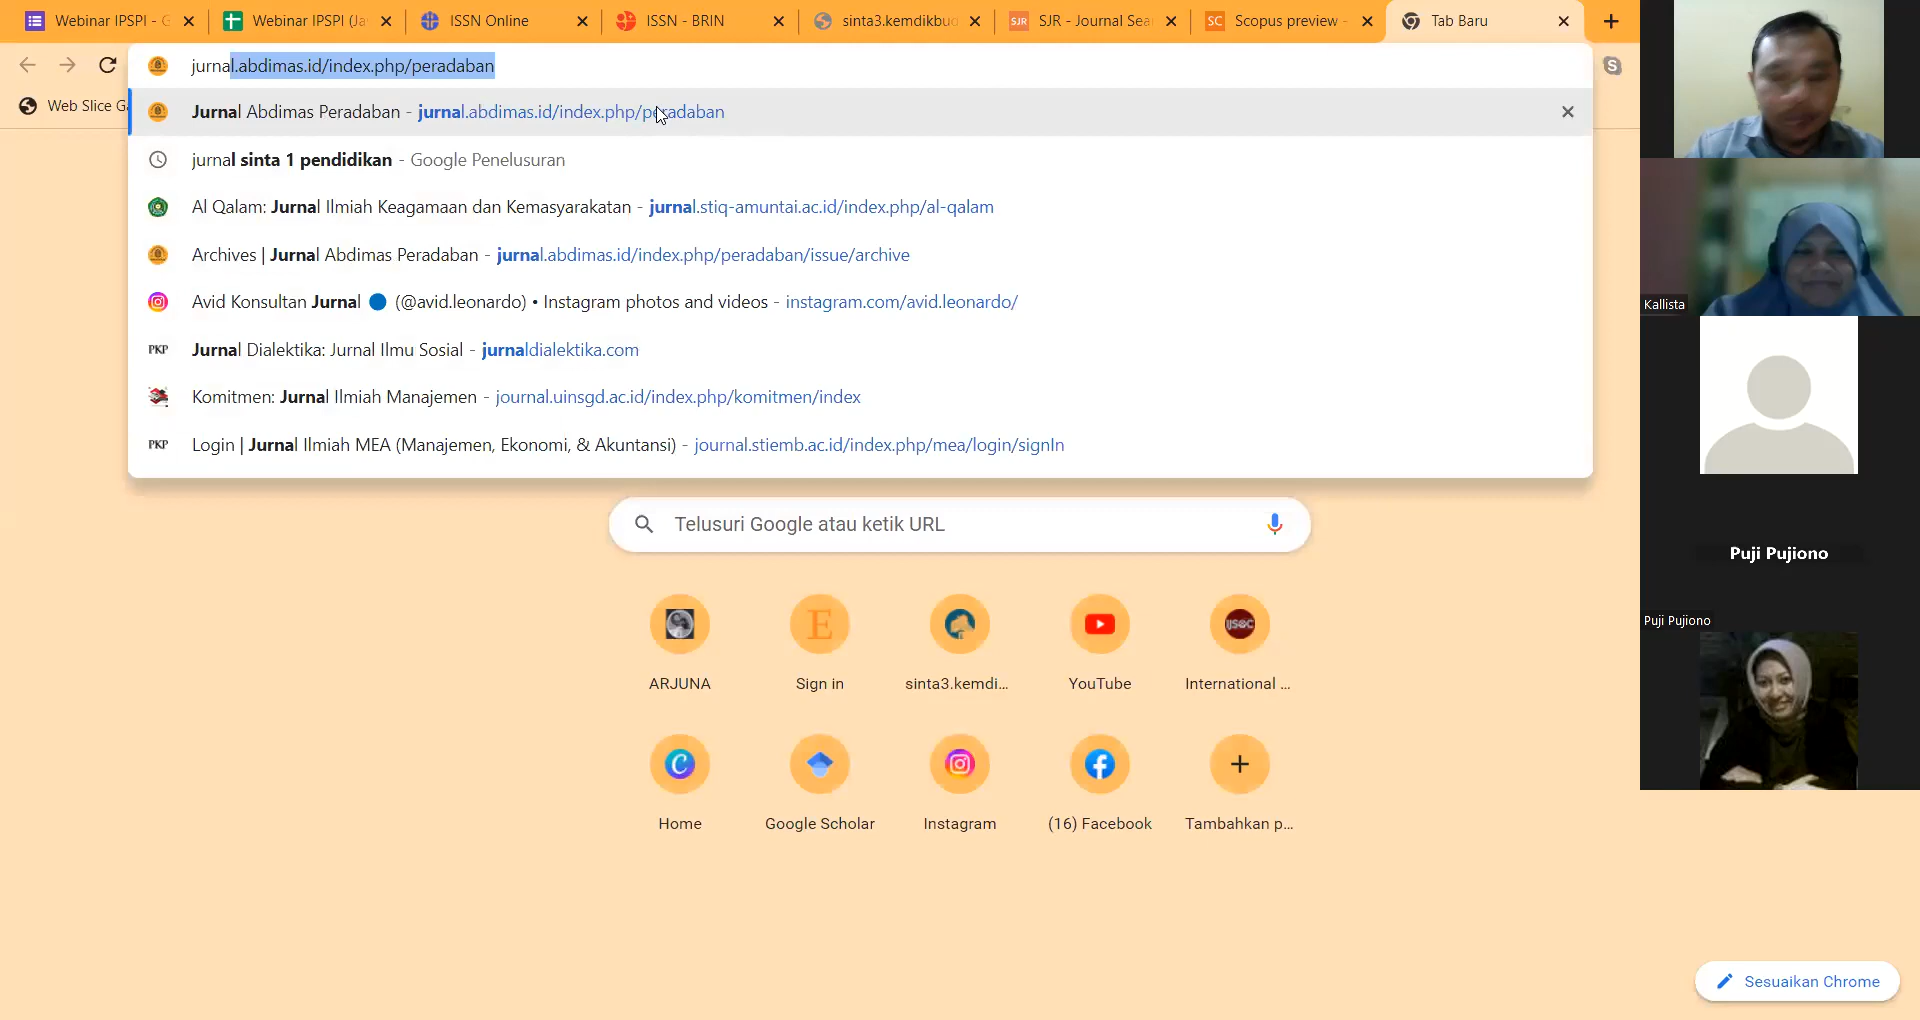 Webinar IPSPI - G
Webinar IPSPI (Ja
ISSN Online
ISSN - BRIN
sinta3.kemdikbud
SJR - Journal Sea
Scopus preview -
Tab Baru
jurnal.abdimas.id/index.php/peradaban
Web Slice Ga
Jurnal Abdimas Peradaban - jurnal.abdimas.id/index.php/peradaban
jurnal sinta 1 pendidikan - Google Penelusuran
Al Qalam: Jurnal Ilmiah Keagamaan dan Kemasyarakatan - jurnal.stiq-amuntai.ac.id/index.php/al-qalam
Archives | Jurnal Abdimas Peradaban - jurnal.abdimas.id/index.php/peradaban/issue/archive
Avid Konsultan Jurnal 🔵 (@avid.leonardo) • Instagram photos and videos - instagram.com/avid.leonardo/
PKP Jurnal Dialektika: Jurnal Ilmu Sosial - jurnaldialektika.com
Komitmen: Jurnal Ilmiah Manajemen - journal.uinsgd.ac.id/index.php/komitmen/index
PKP Login | Jurnal Ilmiah MEA (Manajemen, Ekonomi, & Akuntansi) - journal.stiemb.ac.id/index.php/mea/login/signIn
Telusuri Google atau ketik URL
ARJUNA
Sign in
sinta3.kemdi...
YouTube
International ...
Home
Google Scholar
Instagram
(16) Facebook
Tambahkan p...
Sesuaikan Chrome
Kallista
Puji Pujiono
Puji Pujiono